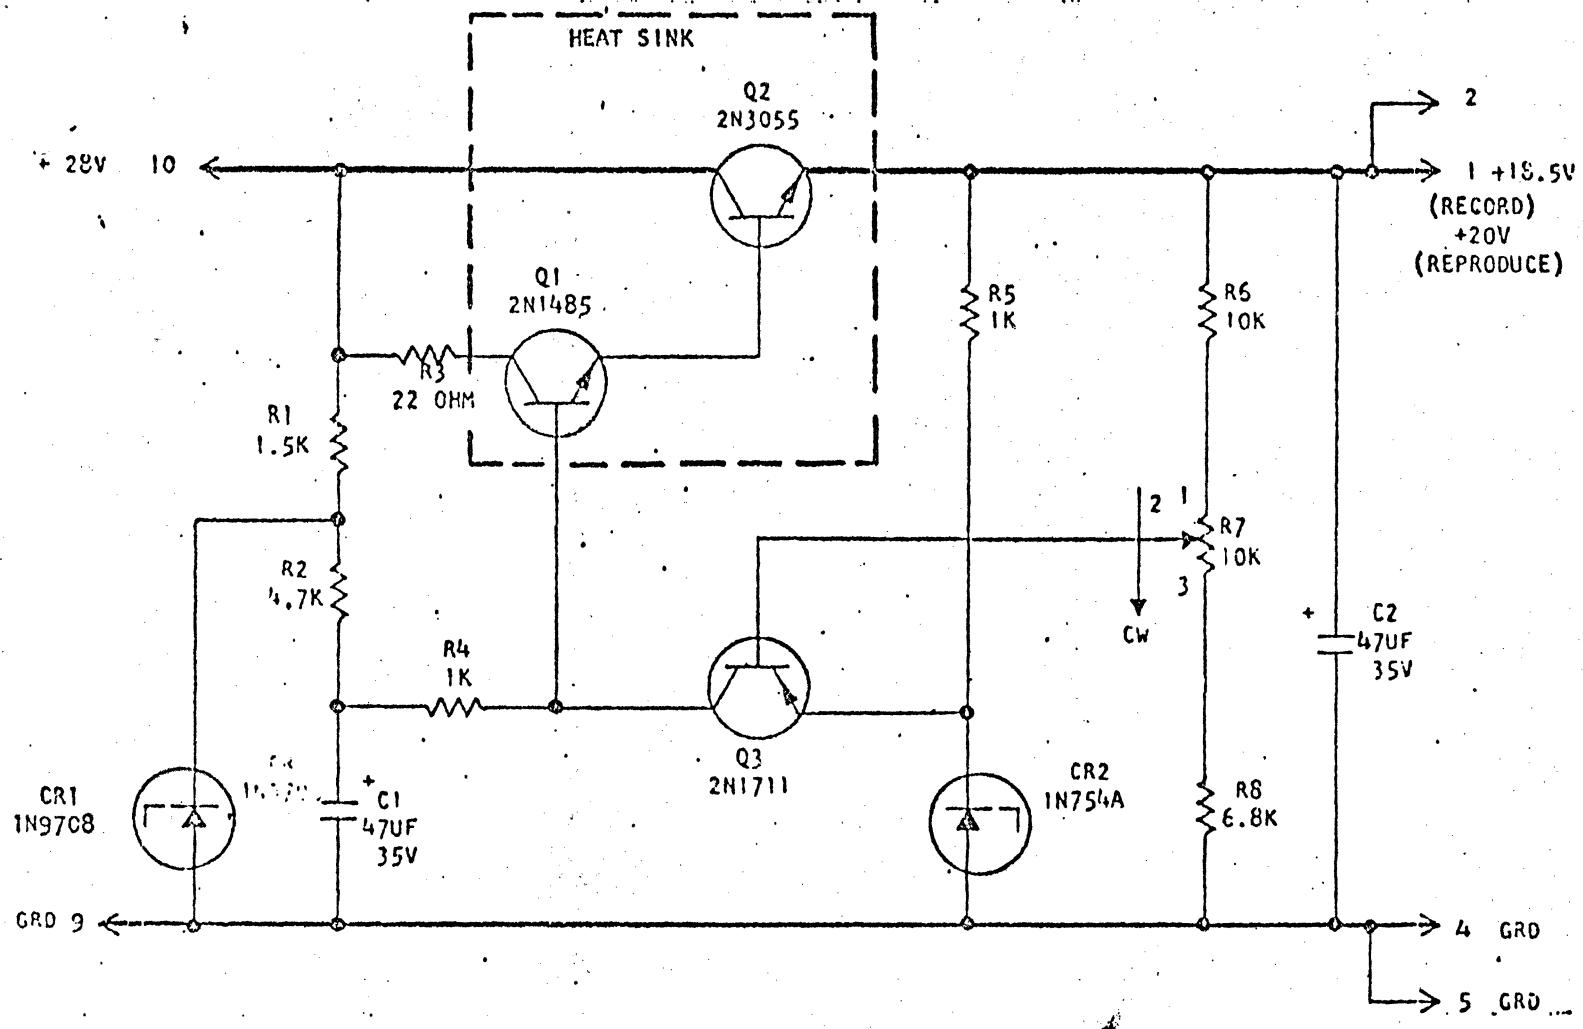 HEAT SINK
Q2
2N3055
2
+ 28V 10
1 +18.5V
(RECORD)
+20V
(REPRODUCE)
Q1
2N1485
R5
1K
R6
10K
R3
22 OHM
R1
1.5K
2 1
R7
10K
R2
4.7K
3
CW
C2
+
47UF
35V
R4
1K
Q3
2N1711
CR2
1N754A
R8
6.8K
CR1
1N9708
+
C1
47UF
35V
GRD 9
4 GRD
5 GRD